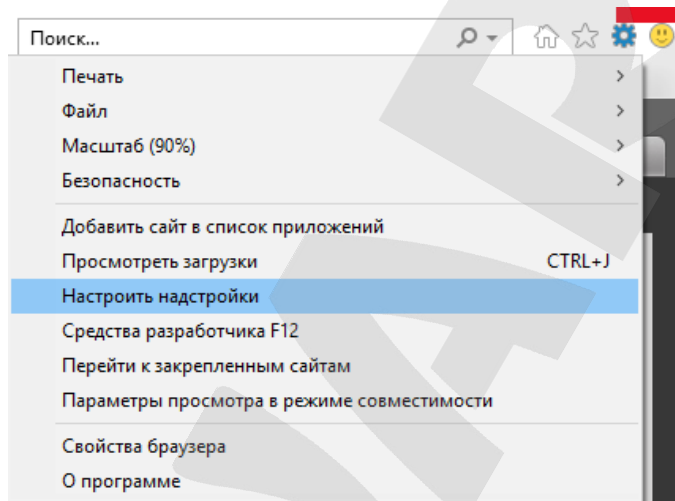 Поиск...
Печать
Файл
Масштаб (90%)
Безопасность
Добавить сайт в список приложений
Просмотреть загрузки CTRL+J
Настроить надстройки
Средства разработчика F12
Перейти к закрепленным сайтам
Параметры просмотра в режиме совместимости
Свойства браузера
О программе